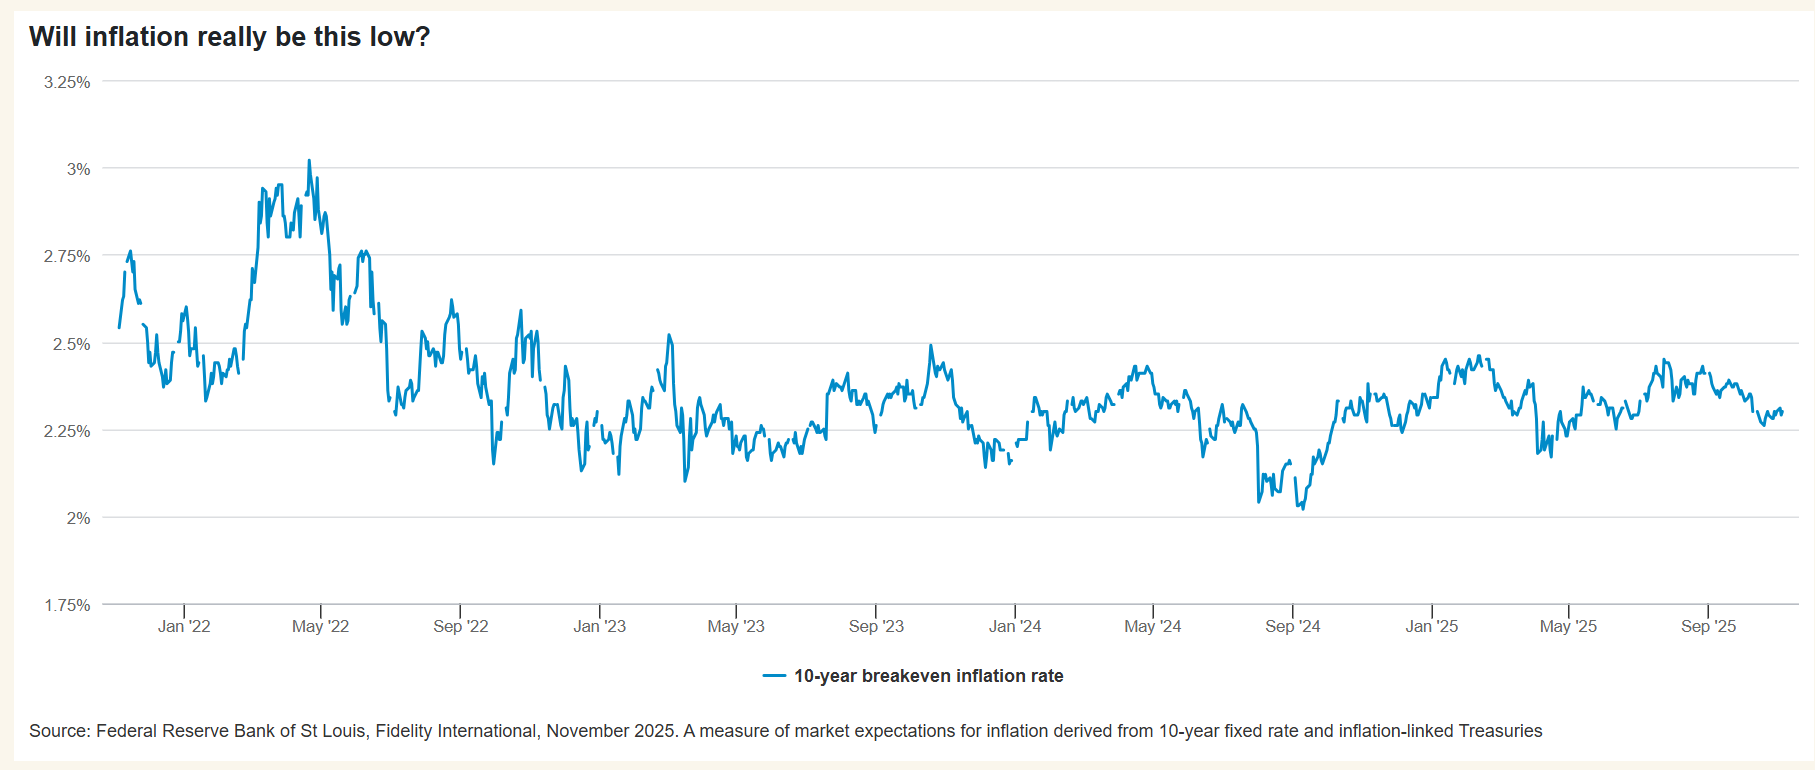 Will inflation really be this low?
3.25%
3%
2.75%
2.5%
2.25%
2%
1.75%
Jan '22 May '22 Sep '22 Jan '23 May '23 Sep '23 Jan '24 May '24 Sep '24 Jan '25 May '25 Sep '25
10-year breakeven inflation rate
Source: Federal Reserve Bank of St Louis, Fidelity International, November 2025. A measure of market expectations for inflation derived from 10-year fixed rate and inflation-linked Treasuries